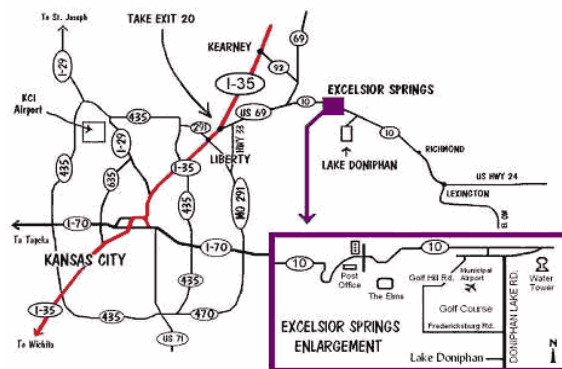 To St. Joseph
TAKE EXIT 20
69
KEARNEY
92
I-29
I-35
EXCELSIOR SPRINGS
KCI
Airport
435
291
US 69
10
10
I-29
LIBERTY
HWY 33
LAKE DONIPHAN
RICHMOND
435
635
I-35
435
MO 291
US HWY 24
LEXINGTON
I-70
To Topeka
I-70
KANSAS CITY
435
I-35
435
470
US 71
To Wichita
10
10
Post
Office
The Elms
Golf Hill Rd.
Municipal
Airport
Water
Tower
Golf Course
Fredericksburg Rd.
DONIPHAN LAKE RD.
EXCELSIOR SPRINGS
ENLARGEMENT
Lake Doniphan
N